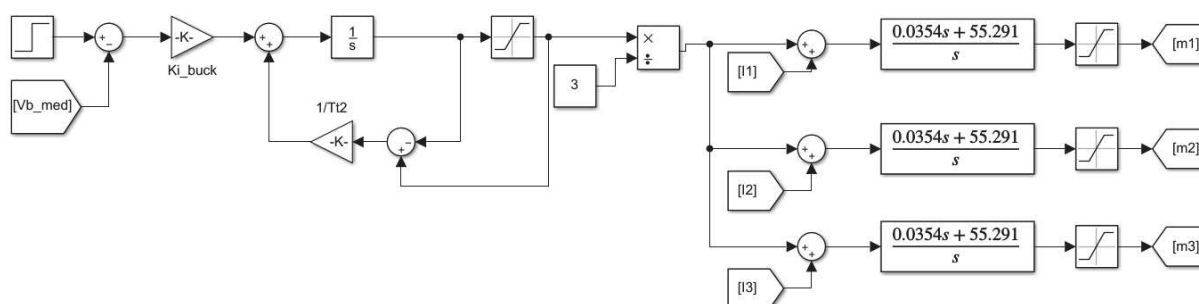 -K-
Ki_buck
[Vb_med]
+
−
+
+
1
s
1/Tt2
-K-
+
−
3
×
÷
[I1]
+
+
0.0354s + 55.291
s
[m1]
[I2]
+
+
0.0354s + 55.291
s
[m2]
[I3]
+
+
0.0354s + 55.291
s
[m3]